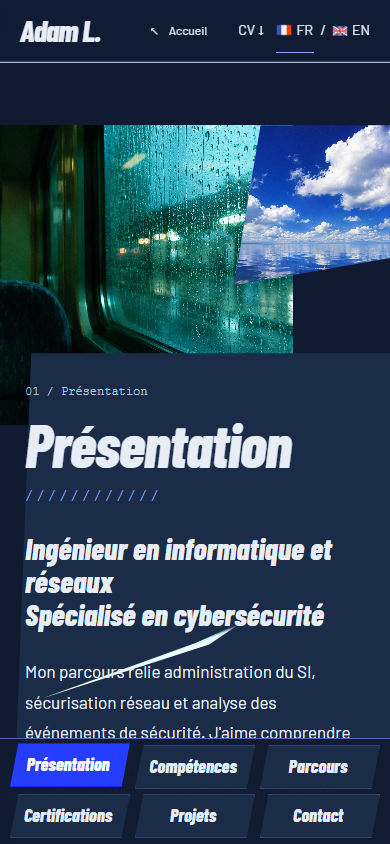 Adam L.
↖ Accueil
CV ↓
🇫🇷 FR / 🇬🇧 EN
01 / Présentation
Présentation
/ / / / / / / / / / / /
Ingénieur en informatique et
réseaux
Spécialisé en cybersécurité
Mon parcours relie administration du SI,
sécurisation réseau et analyse des
événements de sécurité. J'aime comprendre
Présentation
Compétences
Parcours
Certifications
Projets
Contact